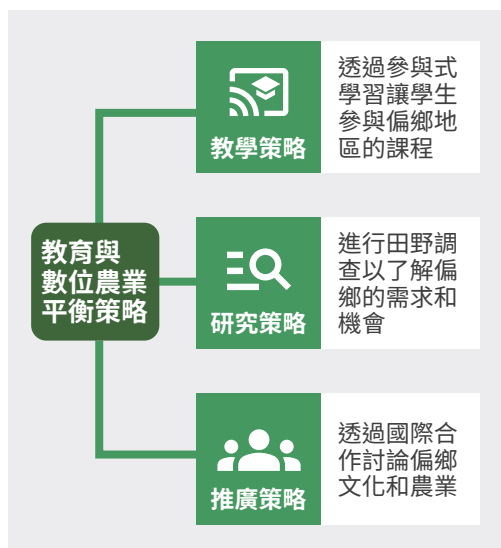 教育與
數位農業
平衡策略
教學策略
透過參與式
學習讓學生
參與偏鄉地
區的課程
研究策略
進行田野調
查以了解偏
鄉的需求和
機會
推廣策略
透過國際合
作討論偏鄉
文化和農業